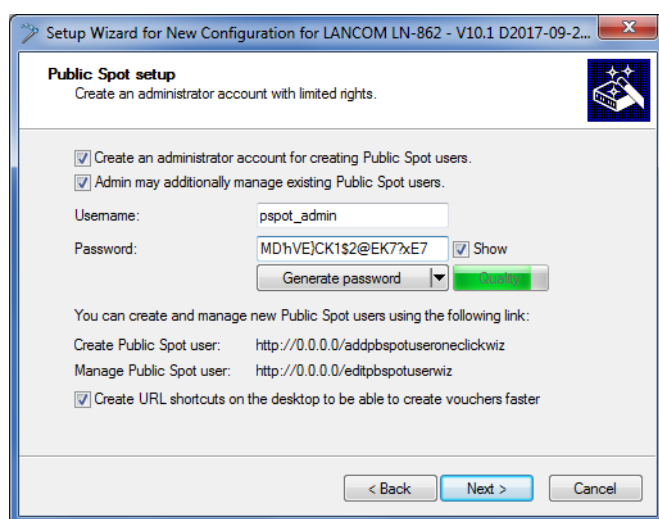 Setup Wizard for New Configuration for LANCOM LN-862 - V10.1 D2017-09-2...
Public Spot setup
Create an administrator account with limited rights.
Create an administrator account for creating Public Spot users.
Admin may additionally manage existing Public Spot users.
Username: pspot_admin
Password: MD'hVE}CK1$2@EK7?xE7 Show
Generate password Quality
You can create and manage new Public Spot users using the following link:
Create Public Spot user: http://0.0.0.0/addpbspotuseroneclickwiz
Manage Public Spot user: http://0.0.0.0/editpbspotuserwiz
Create URL shortcuts on the desktop to be able to create vouchers faster
< Back Next > Cancel